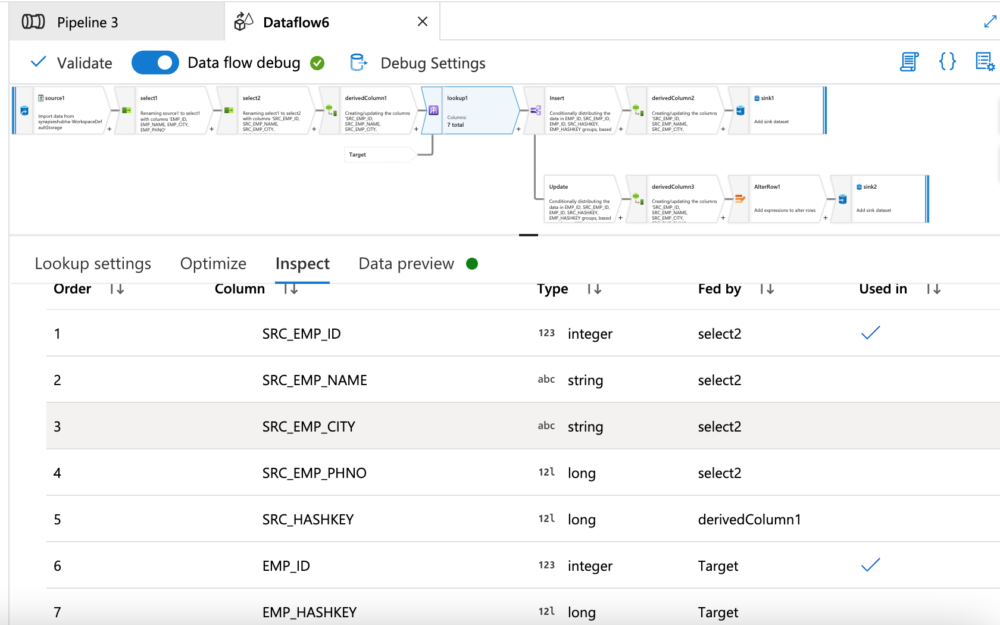 Pipeline 3
Dataflow6
Validate
Data flow debug
Debug Settings
source1
Import data from
synapseshubha-WorkspaceDef
aultStorage
+
select1
Renaming source1 to select1
with columns 'EMP_ID,
EMP_NAME, EMP_CITY,
EMP_PHNO'
+
select2
Renaming select1 to select2
with columns 'SRC_EMP_ID,
SRC_EMP_NAME,
SRC_EMP_CITY,
+
derivedColumn1
Creating/updating the columns
'SRC_EMP_ID,
SRC_EMP_NAME,
SRC_EMP_CITY,
+
lookup1
Columns:
7 total
+
Insert
Conditionally distributing the
data in EMP_ID, SRC_EMP_ID,
EMP_ID, SRC_HASHKEY,
EMP_HASHKEY groups, based
+
derivedColumn2
Creating/updating the columns
'SRC_EMP_ID,
SRC_EMP_NAME,
SRC_EMP_CITY,
+
sink1
Add sink dataset
Target
Update
Conditionally distributing the
data in EMP_ID, SRC_EMP_ID,
EMP_ID, SRC_HASHKEY,
EMP_HASHKEY groups, based
+
derivedColumn3
Creating/updating the columns
'SRC_EMP_ID,
SRC_EMP_NAME,
SRC_EMP_CITY,
+
AlterRow1
Add expressions to alter rows
+
sink2
Add sink dataset
Lookup settings Optimize Inspect Data preview
Order Column Type Fed by Used in
1 SRC_EMP_ID 123 integer select2
2 SRC_EMP_NAME abc string select2
3 SRC_EMP_CITY abc string select2
4 SRC_EMP_PHNO 12l long select2
5 SRC_HASHKEY 12l long derivedColumn1
6 EMP_ID 123 integer Target
7 EMP_HASHKEY 12l long Target